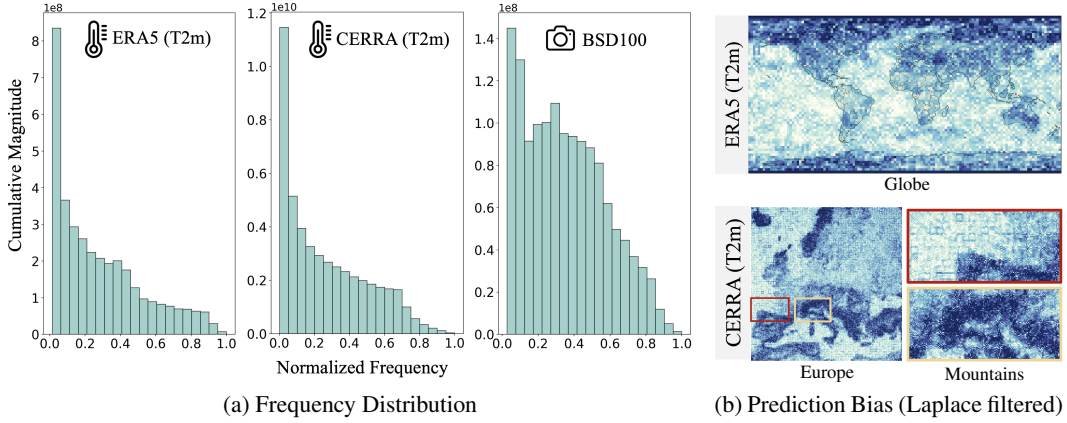 1e8
ERA5 (T2m)
8
7
6
5
4
3
2
1
0
0.0 0.2 0.4 0.6 0.8 1.0
Cumulative Magnitude
1e10
CERRA (T2m)
1.2
1.0
0.8
0.6
0.4
0.2
0.0
0.0 0.2 0.4 0.6 0.8 1.0
Normalized Frequency
1e8
BSD100
1.4
1.2
1.0
0.8
0.6
0.4
0.2
0.0
0.0 0.2 0.4 0.6 0.8 1.0
(a) Frequency Distribution
ERA5 (T2m)
Globe
CERRA (T2m)
Europe
Mountains
(b) Prediction Bias (Laplace filtered)